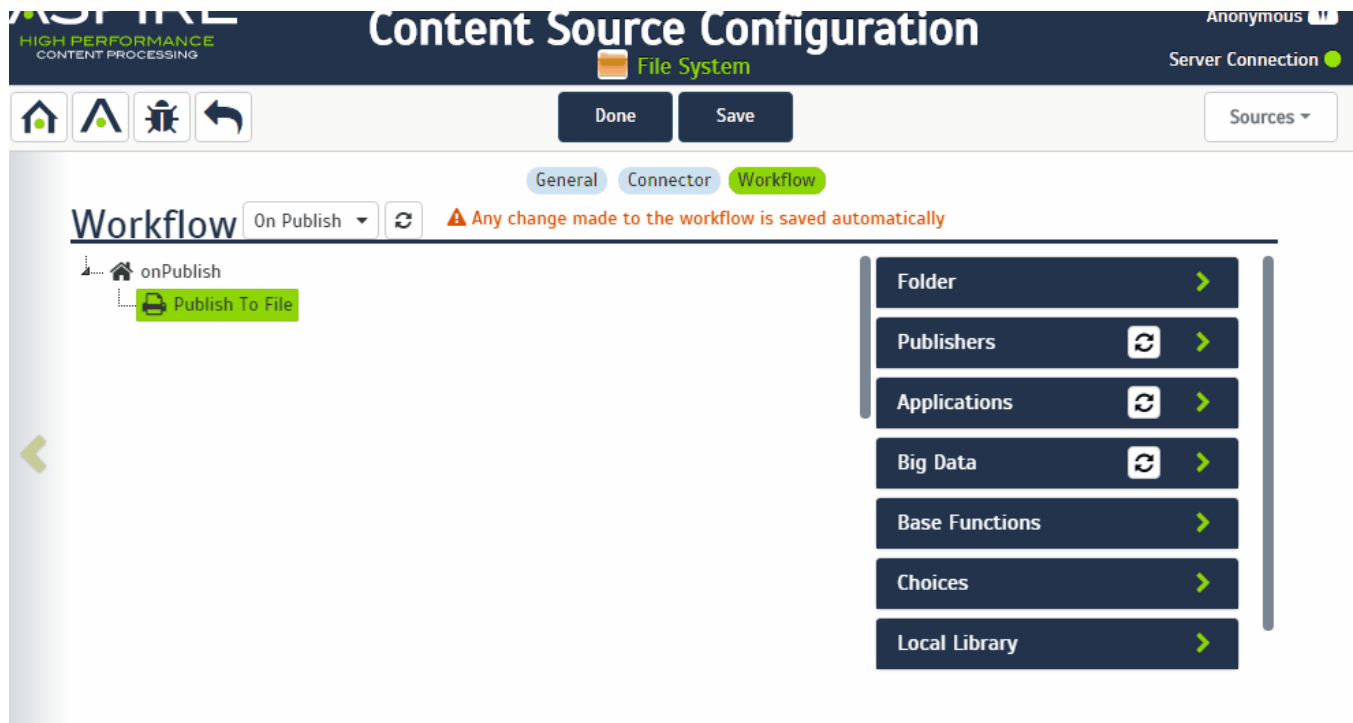 ASPIRE
HIGH PERFORMANCE
CONTENT PROCESSING
Content Source Configuration
File System
Anonymous
Server Connection
Done
Save
Sources
General
Connector
Workflow
Workflow
On Publish
Any change made to the workflow is saved automatically
onPublish
Publish To File
Folder
Publishers
Applications
Big Data
Base Functions
Choices
Local Library